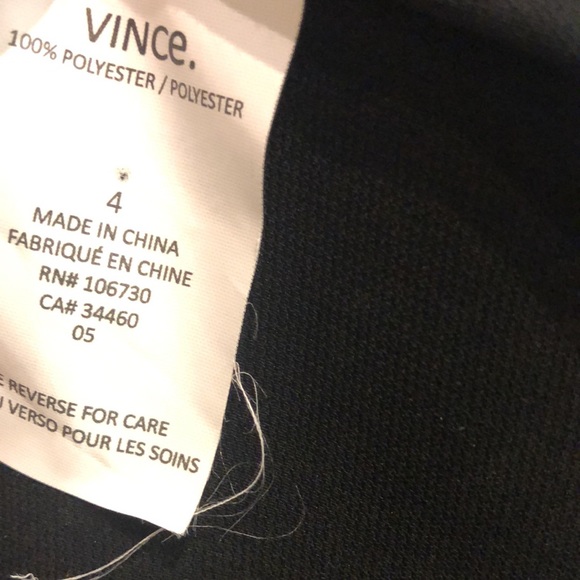 VINCe.
100% POLYESTER / POLYESTER
4
MADE IN CHINA
FABRIQUÉ EN CHINE
RN# 106730
CA# 34460
05
REVERSE FOR CARE
VERSO POUR LES SOINS